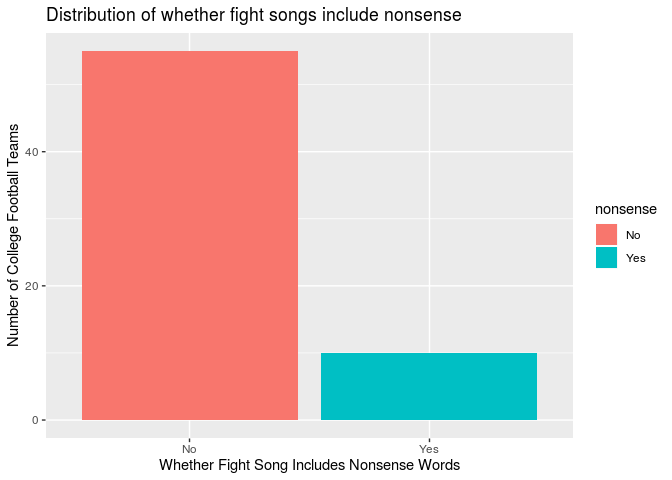 Distribution of whether fight songs include nonsense
Number of College Football Teams
40
20
0
No
Yes
Whether Fight Song Includes Nonsense Words
nonsense
No
Yes